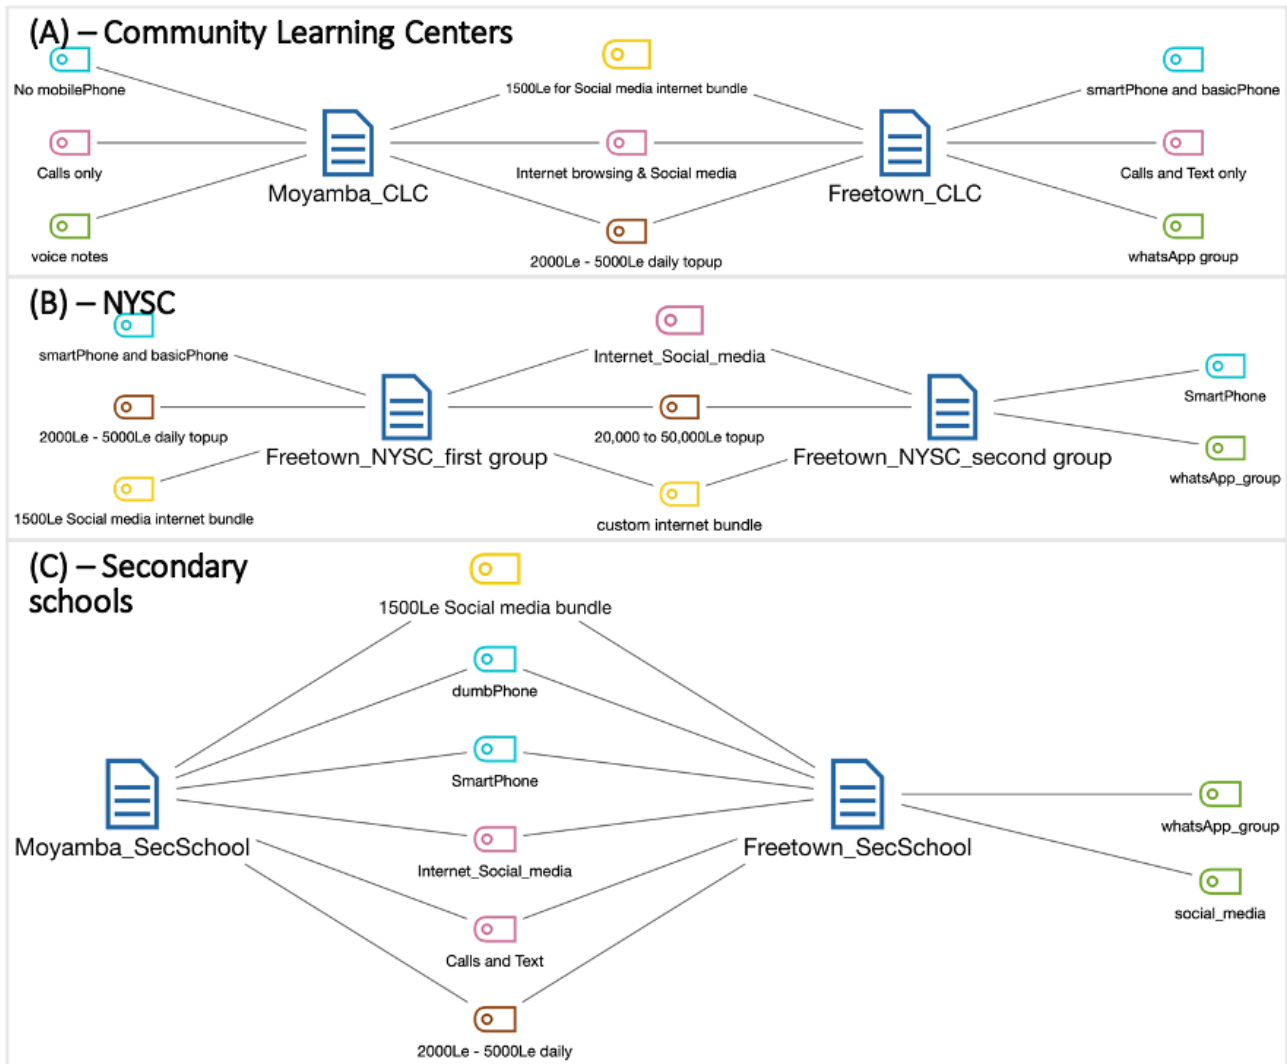 (A) – Community Learning Centers
No mobilePhone
1500Le for Social media internet bundle
smartPhone and basicPhone
Calls only
Internet browsing & Social media
Calls and Text only
Moyamba_CLC
Freetown_CLC
voice notes
2000Le - 5000Le daily topup
whatsApp group
(B) – NYSC
smartPhone and basicPhone
Internet_Social_media
SmartPhone
2000Le - 5000Le daily topup
20,000 to 50,000Le topup
Freetown_NYSC_first group
Freetown_NYSC_second group
whatsApp_group
1500Le Social media internet bundle
custom internet bundle
(C) – Secondary
schools
1500Le Social media bundle
dumbPhone
SmartPhone
Moyamba_SecSchool
Freetown_SecSchool
whatsApp_group
Internet_Social_media
social_media
Calls and Text
2000Le - 5000Le daily